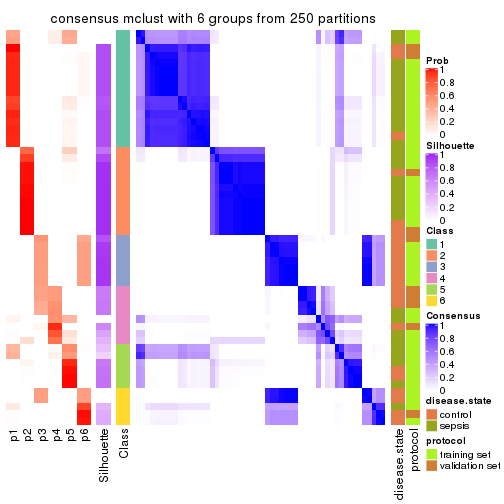 consensus mclust with 6 groups from 250 partitions
Prob
1
0.8
0.6
0.4
0.2
0
Silhouette
1
0.8
0.6
0.4
0.2
0
Class
1
2
3
4
5
6
Consensus
1
0.8
0.6
0.4
0.2
0
disease.state
control
sepsis
protocol
training set
validation set
p1
p2
p3
p4
p5
p6
Silhouette
Class
disease.state
protocol